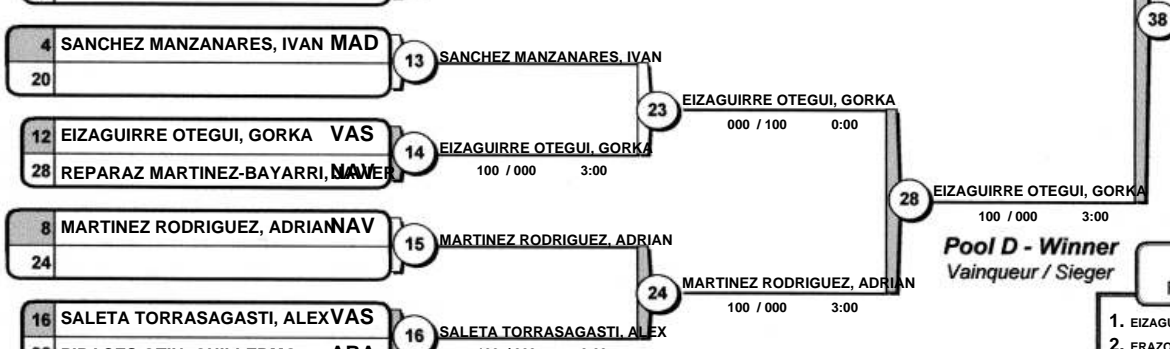 38
4 SANCHEZ MANZANARES, IVAN MAD
20
13
SANCHEZ MANZANARES, IVAN
23
EIZAGUIRRE OTEGUI, GORKA
000 / 100 0:00
12 EIZAGUIRRE OTEGUI, GORKA VAS
28 REPARAZ MARTINEZ-BAYARRI,
14
EIZAGUIRRE OTEGUI, GORKA
100 / 000 3:00
28
EIZAGUIRRE OTEGUI, GORKA
100 / 000 3:00
8 MARTINEZ RODRIGUEZ, ADRIAN NAV
24
15
MARTINEZ RODRIGUEZ, ADRIAN
Pool D - Winner
Vainqueur / Sieger
24
MARTINEZ RODRIGUEZ, ADRIAN
100 / 000 3:00
16 SALETA TORRASAGASTI, ALEX VAS
16
SALETA TORRASAGASTI, ALEX
1.
2.